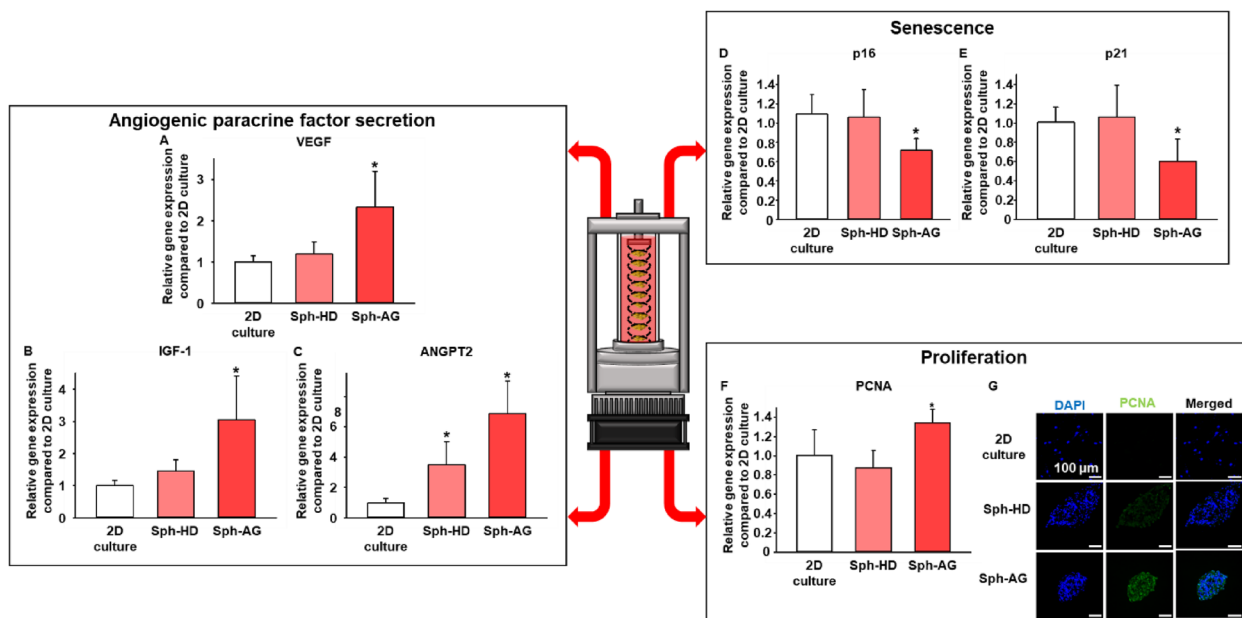 Angiogenic paracrine factor secretion
A
VEGF
Relative gene expression
compared to 2D culture
3
2
1
0
2D
culture
Sph-HD
Sph-AG
*
B
IGF-1
Relative gene expression
compared to 2D culture
4
3
2
1
0
2D
culture
Sph-HD
Sph-AG
*
C
ANGPT2
Relative gene expression
compared to 2D culture
8
6
4
2
0
2D
culture
Sph-HD
Sph-AG
*
*
Senescence
D
p16
Relative gene expression
compared to 2D culture
1.4
1.2
1.0
0.8
0.6
0.4
0.2
0
2D
culture
Sph-HD
Sph-AG
*
E
p21
Relative gene expression
compared to 2D culture
1.4
1.2
1.0
0.8
0.6
0.4
0.2
0
2D
culture
Sph-HD
Sph-AG
*
Proliferation
F
PCNA
Relative gene expression
compared to 2D culture
1.4
1.2
1.0
0.8
0.6
0.4
0.2
0
2D
culture
Sph-HD
Sph-AG
*
G
DAPI
PCNA
Merged
2D
culture
100 µm
Sph-HD
Sph-AG